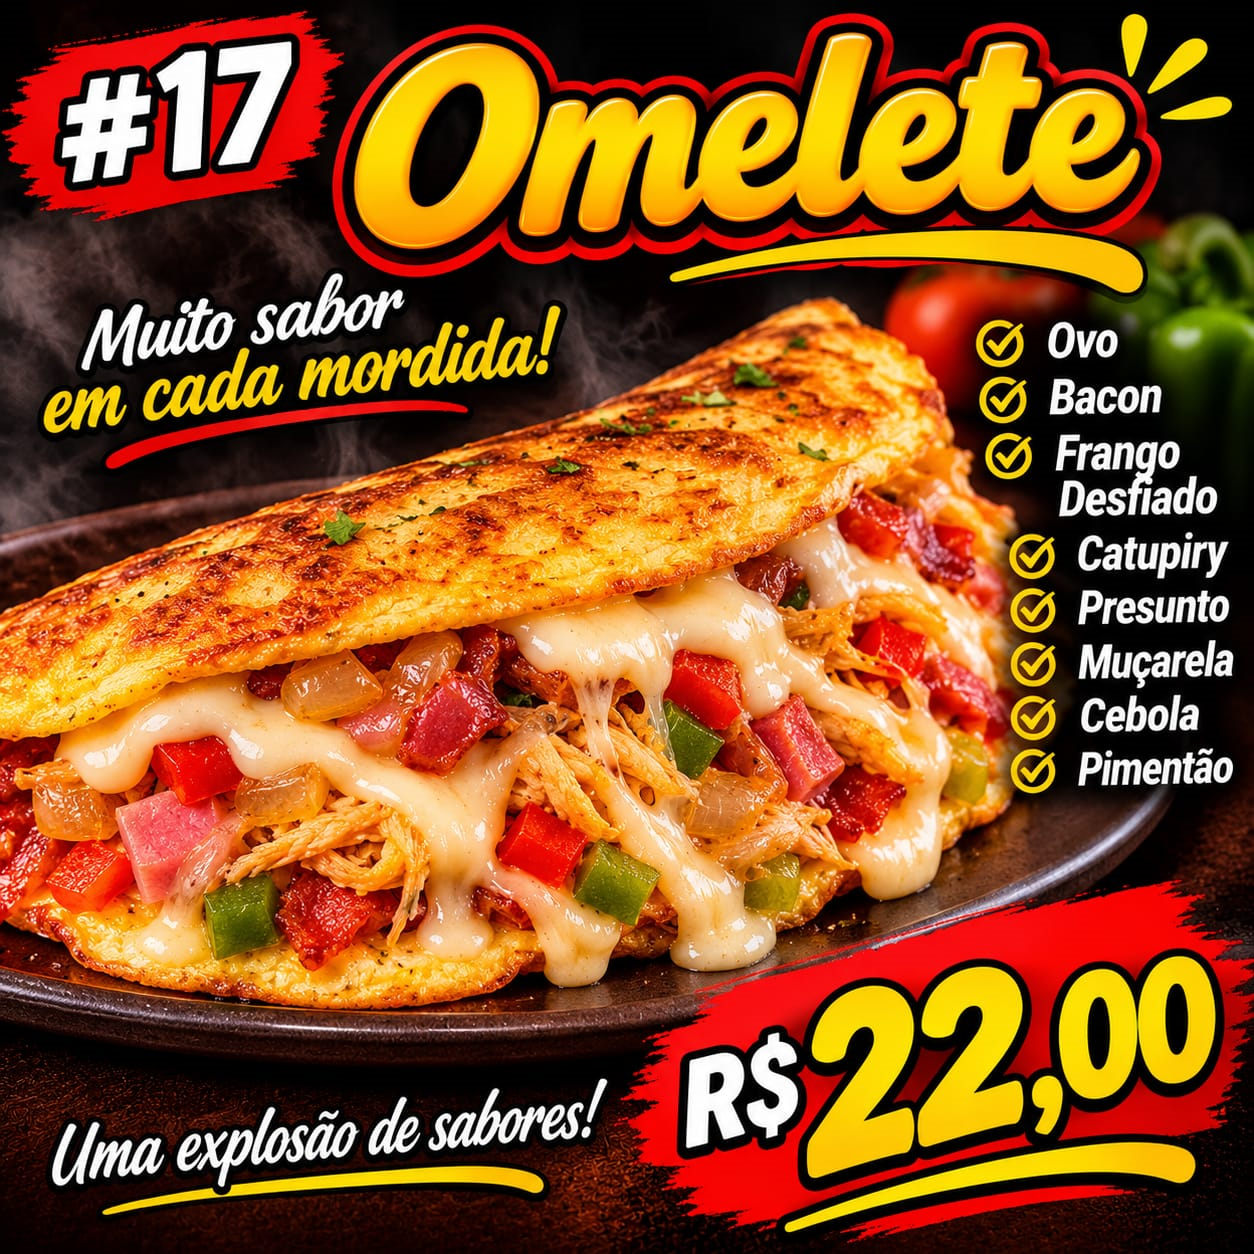 #17
Omelete
Muito sabor
em cada mordida!
Ovo
Bacon
Frango
Desfiado
Catupiry
Presunto
Muçarela
Cebola
Pimentão
R$22,00
Uma explosão de sabores!